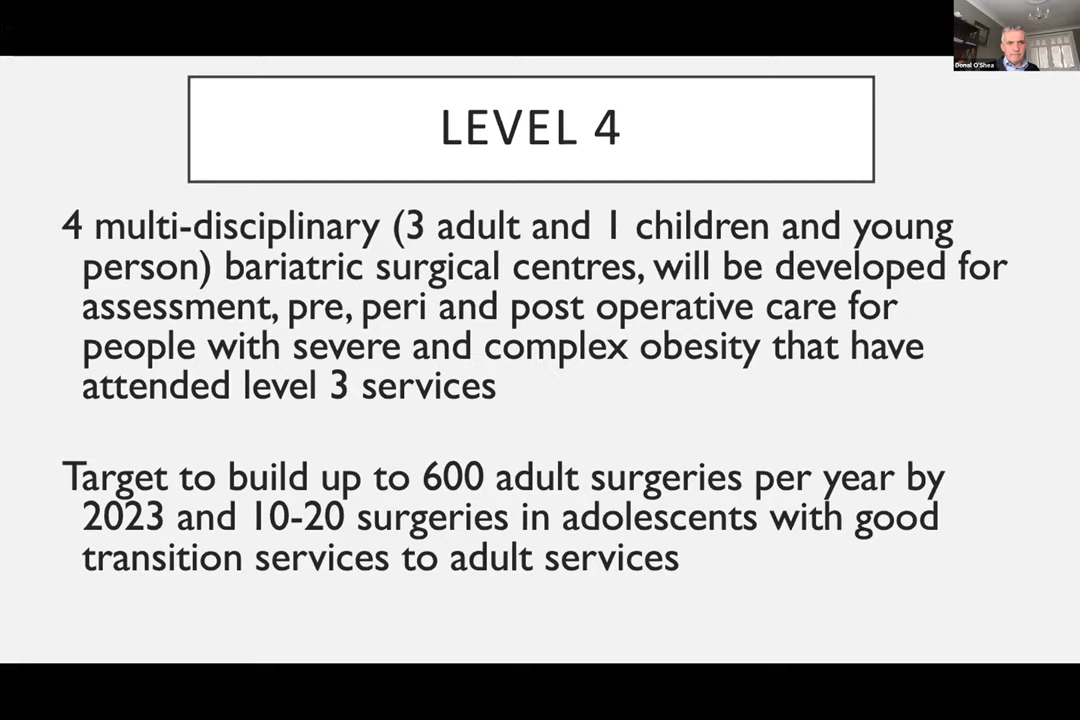 Donal O'Shea
LEVEL 4
4 multi-disciplinary (3 adult and 1 children and young
person) bariatric surgical centres, will be developed for
assessment, pre, peri and post operative care for
people with severe and complex obesity that have
attended level 3 services
Target to build up to 600 adult surgeries per year by
2023 and 10-20 surgeries in adolescents with good
transition services to adult services